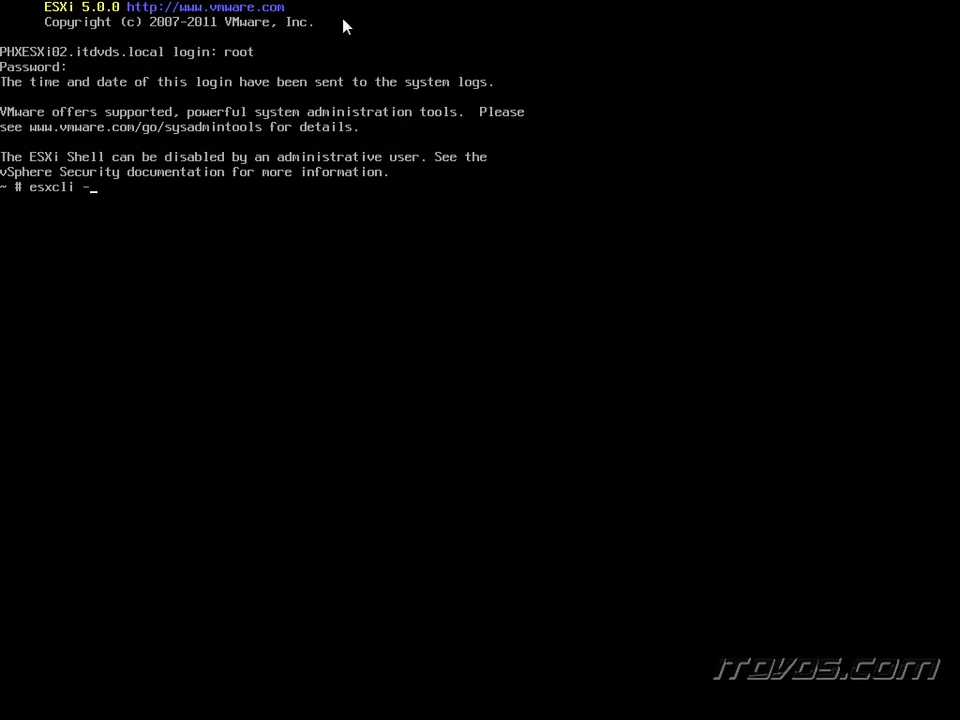 ESXi 5.0.0 http://www.vmware.com
Copyright (c) 2007-2011 VMware, Inc.
PHXESXi02.itdvds.local login: root
Password:
The time and date of this login have been sent to the system logs.
VMware offers supported, powerful system administration tools.  Please
see www.vmware.com/go/sysadmintools for details.
The ESXi Shell can be disabled by an administrative user. See the
vSphere Security documentation for more information.
~ # esxcli -_
ITDVDS.COM